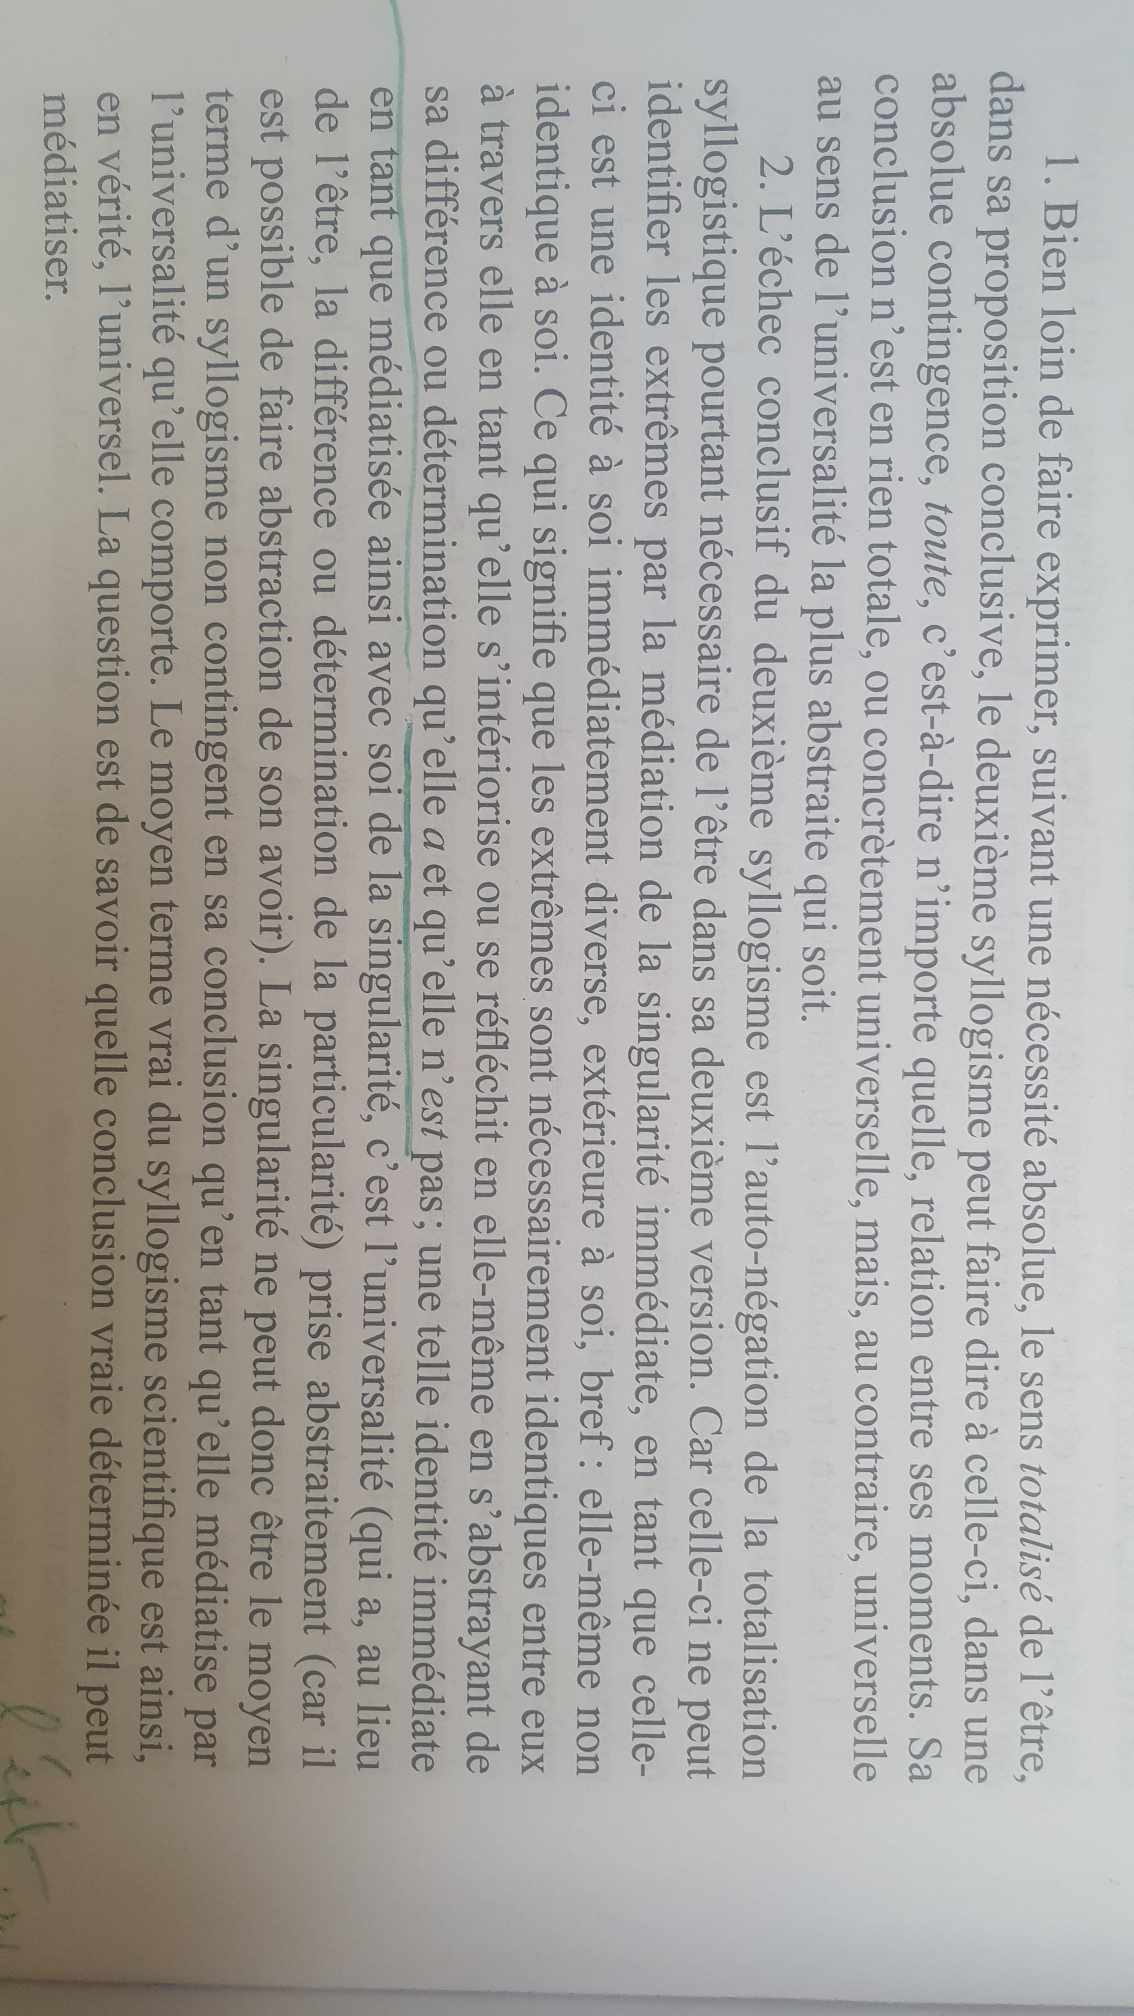 1. Bien loin de faire exprimer, suivant une nécessité absolue, le sens totalisé de l'être,
dans sa proposition conclusive, le deuxième syllogisme peut faire dire à celle-ci, dans une
absolue contingence, toute, c'est-à-dire n'importe quelle, relation entre ses moments. Sa
conclusion n'est en rien totale, ou concrètement universelle, mais, au contraire, universelle
au sens de l'universalité la plus abstraite qui soit.
2. L'échec conclusif du deuxième syllogisme est l'auto-négation de la totalisation
syllogistique pourtant nécessaire de l'être dans sa deuxième version. Car celle-ci ne peut
identifier les extrêmes par la médiation de la singularité immédiate, en tant que celle-
ci est une identité à soi immédiatement diverse, extérieure à soi, bref : elle-même non
identique à soi. Ce qui signifie que les extrêmes sont nécessairement identiques entre eux
à travers elle en tant qu'elle s'intériorise ou se réfléchit en elle-même en s'abstrayant de
sa différence ou détermination qu'elle a et qu'elle n'est pas ; une telle identité immédiate
en tant que médiatisée ainsi avec soi de la singularité, c'est l'universalité (qui a, au lieu
de l'être, la différence ou détermination de la particularité) prise abstraitement (car il
est possible de faire abstraction de son avoir). La singularité ne peut donc être le moyen
terme d'un syllogisme non contingent en sa conclusion qu'en tant qu'elle médiatise par
l'universalité qu'elle comporte. Le moyen terme vrai du syllogisme scientifique est ainsi,
en vérité, l'universel. La question est de savoir quelle conclusion vraie déterminée il peut
médiatiser.